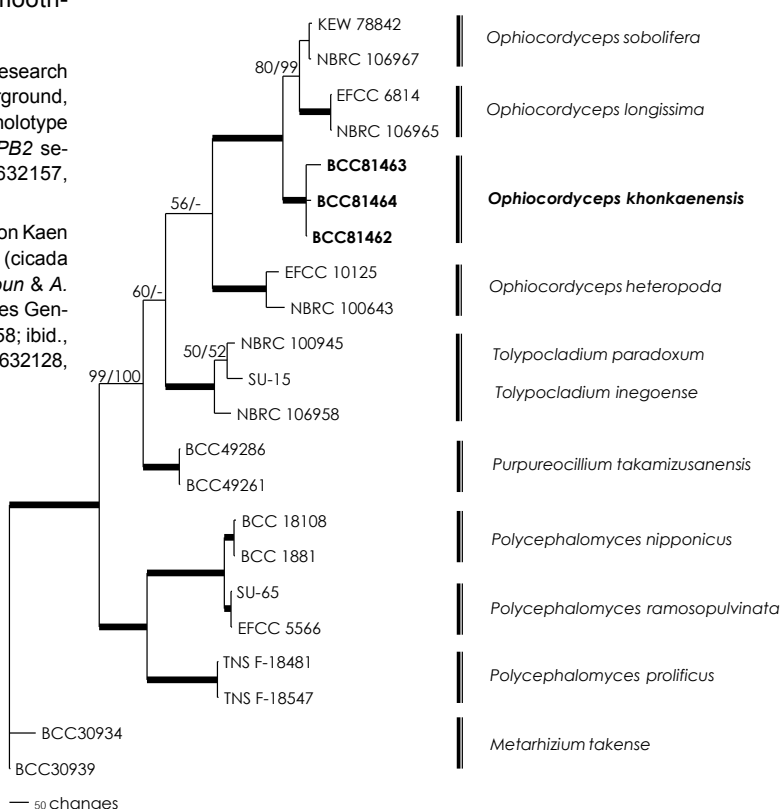 nooth-
esearch
rground,
holotype
PB2 se-
632157,
on Kaen
(cicada
oun & A.
es Gen-
58; ibid.,
632128,
KEW 78842
NBRC 106967
Ophiocordyceps sobolifera
80/99
EFCC 6814
NBRC 106965
Ophiocordyceps longissima
BCC81463
BCC81464
BCC81462
Ophiocordyceps khonkaenensis
56/-
EFCC 10125
NBRC 100643
Ophiocordyceps heteropoda
60/-
50/52
NBRC 100945
SU-15
NBRC 106958
Tolypocladium paradoxum
Tolypocladium inegoense
99/100
BCC49286
BCC49261
Purpureocillium takamizusanensis
BCC 18108
BCC 1881
Polycephalomyces nipponicus
SU-65
EFCC 5566
Polycephalomyces ramosopulvinata
TNS F-18481
TNS F-18547
Polycephalomyces prolificus
BCC30934
BCC30939
Metarhizium takense
50 changes